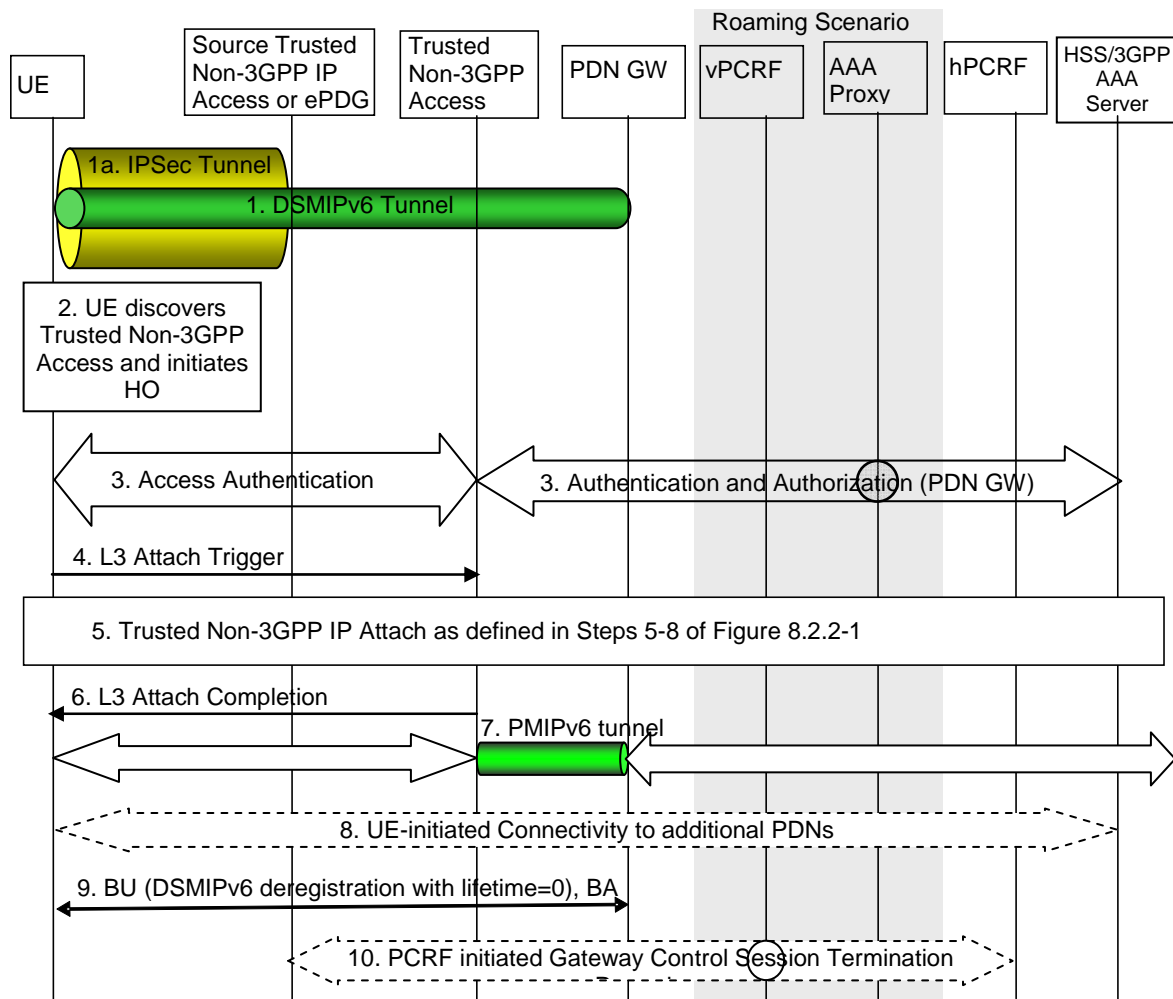 Roaming Scenario
UE
Source Trusted
Non-3GPP IP
Access or ePDG
Trusted
Non-3GPP
Access
PDN GW
vPCRF
AAA
Proxy
hPCRF
HSS/3GPP
AAA
Server
1a. IPSec Tunnel
1. DSMIPv6 Tunnel
2. UE discovers
Trusted Non-3GPP
Access and initiates
HO
3. Access Authentication
3. Authentication and Authorization (PDN GW)
4. L3 Attach Trigger
5. Trusted Non-3GPP IP Attach as defined in Steps 5-8 of Figure 8.2.2-1
6. L3 Attach Completion
7. PMIPv6 tunnel
8. UE-initiated Connectivity to additional PDNs
9. BU (DSMIPv6 deregistration with lifetime=0), BA
10. PCRF initiated Gateway Control Session Termination